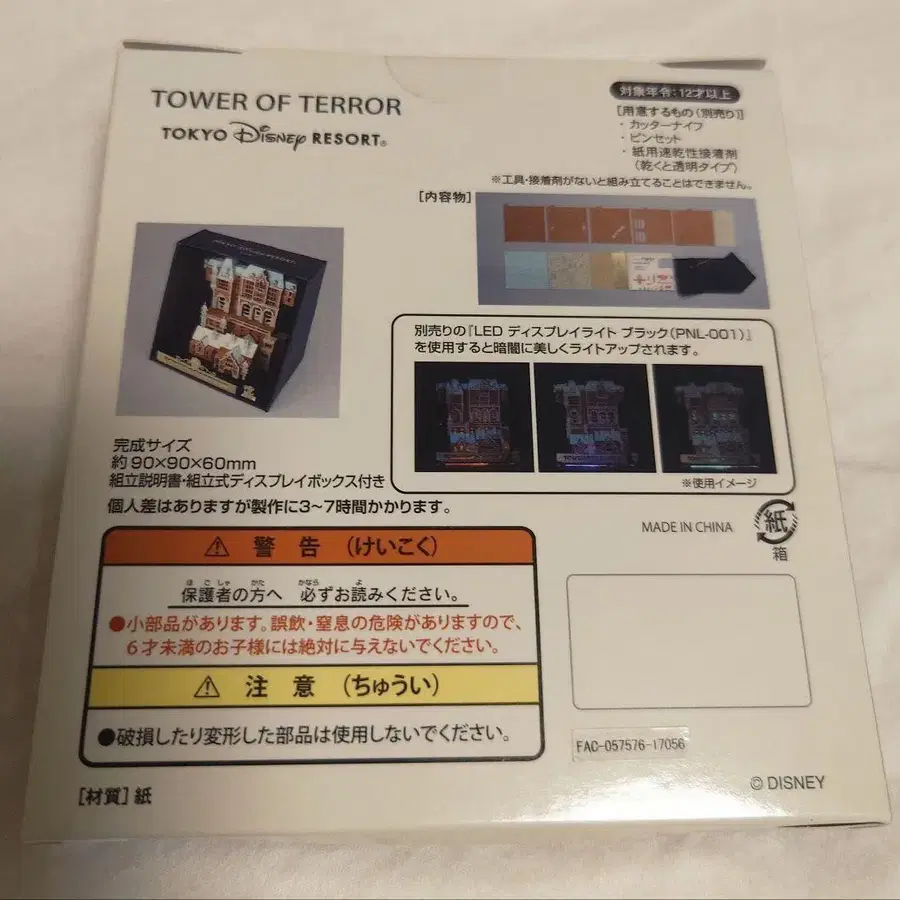 TOWER OF TERROR
TOKYO Disney RESORT®
対象年令:12才以上
[用意するもの(別売り)]
・カッターナイフ
・ピンセット
・紙用速乾性接着剤
(乾くと透明タイプ)
※工具・接着剤がないと組み立てることはできません。
[内容物]
別売りの『LED ディスプレイライト ブラック(PNL-001)』
を使用すると暗闇に美しくライトアップされます。
※使用イメージ
完成サイズ
約90×90×60mm
組立説明書・組立式ディスプレイボックス付き
個人差はありますが製作に3~7時間かかります。
MADE IN CHINA
紙
箱
⚠ 警告 (けいこく)
ほごしゃ かた かなら よ
保護者の方へ 必ずお読みください。
●小部品があります。誤飲・窒息の危険がありますので、
6才未満のお子様には絶対に与えないでください。
⚠ 注意 (ちゅうい)
●破損したり変形した部品は使用しないでください。
FAC-057576-17056
[材質]紙
© DISNEY